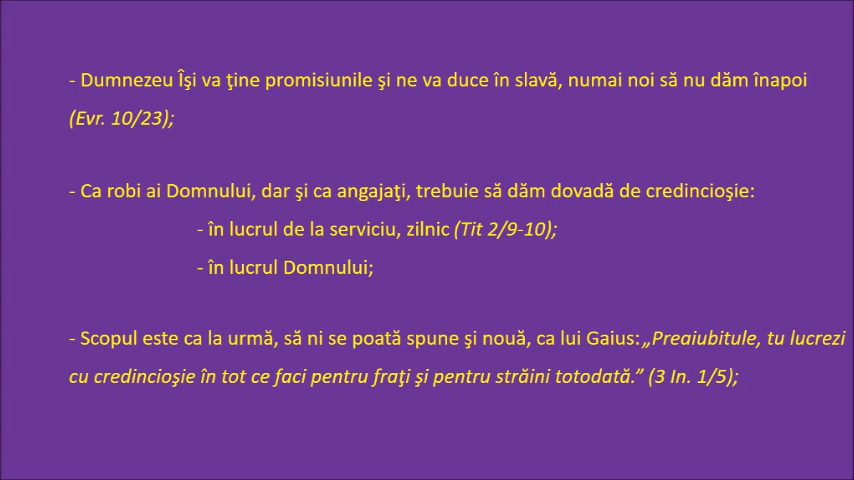 - Dumnezeu Îşi va ţine promisiunile şi ne va duce în slavă, numai noi să nu dăm înapoi
(Evr. 10/23);
- Ca robi ai Domnului, dar şi ca angajaţi, trebuie să dăm dovadă de credincioşie:
- în lucrul de la serviciu, zilnic (Tit 2/9-10);
- în lucrul Domnului;
- Scopul este ca la urmă, să ni se poată spune şi nouă, ca lui Gaius: „Preaiubitule, tu lucrezi
cu credincioşie în tot ce faci pentru fraţi şi pentru străini totodată.” (3 In. 1/5);